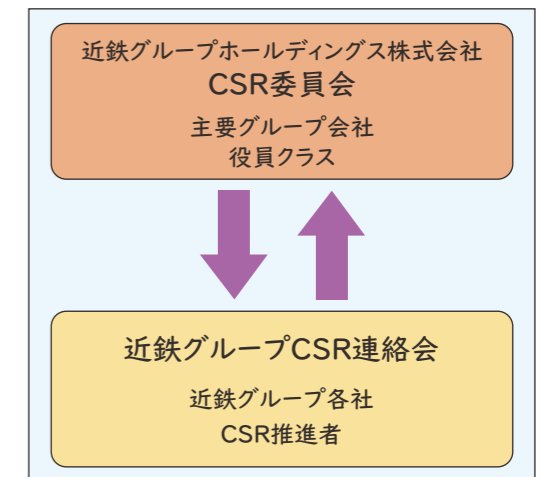 近鉄グループホールディングス株式会社
CSR委員会
主要グループ会社
役員クラス
近鉄グループCSR連絡会
近鉄グループ各社
CSR推進者